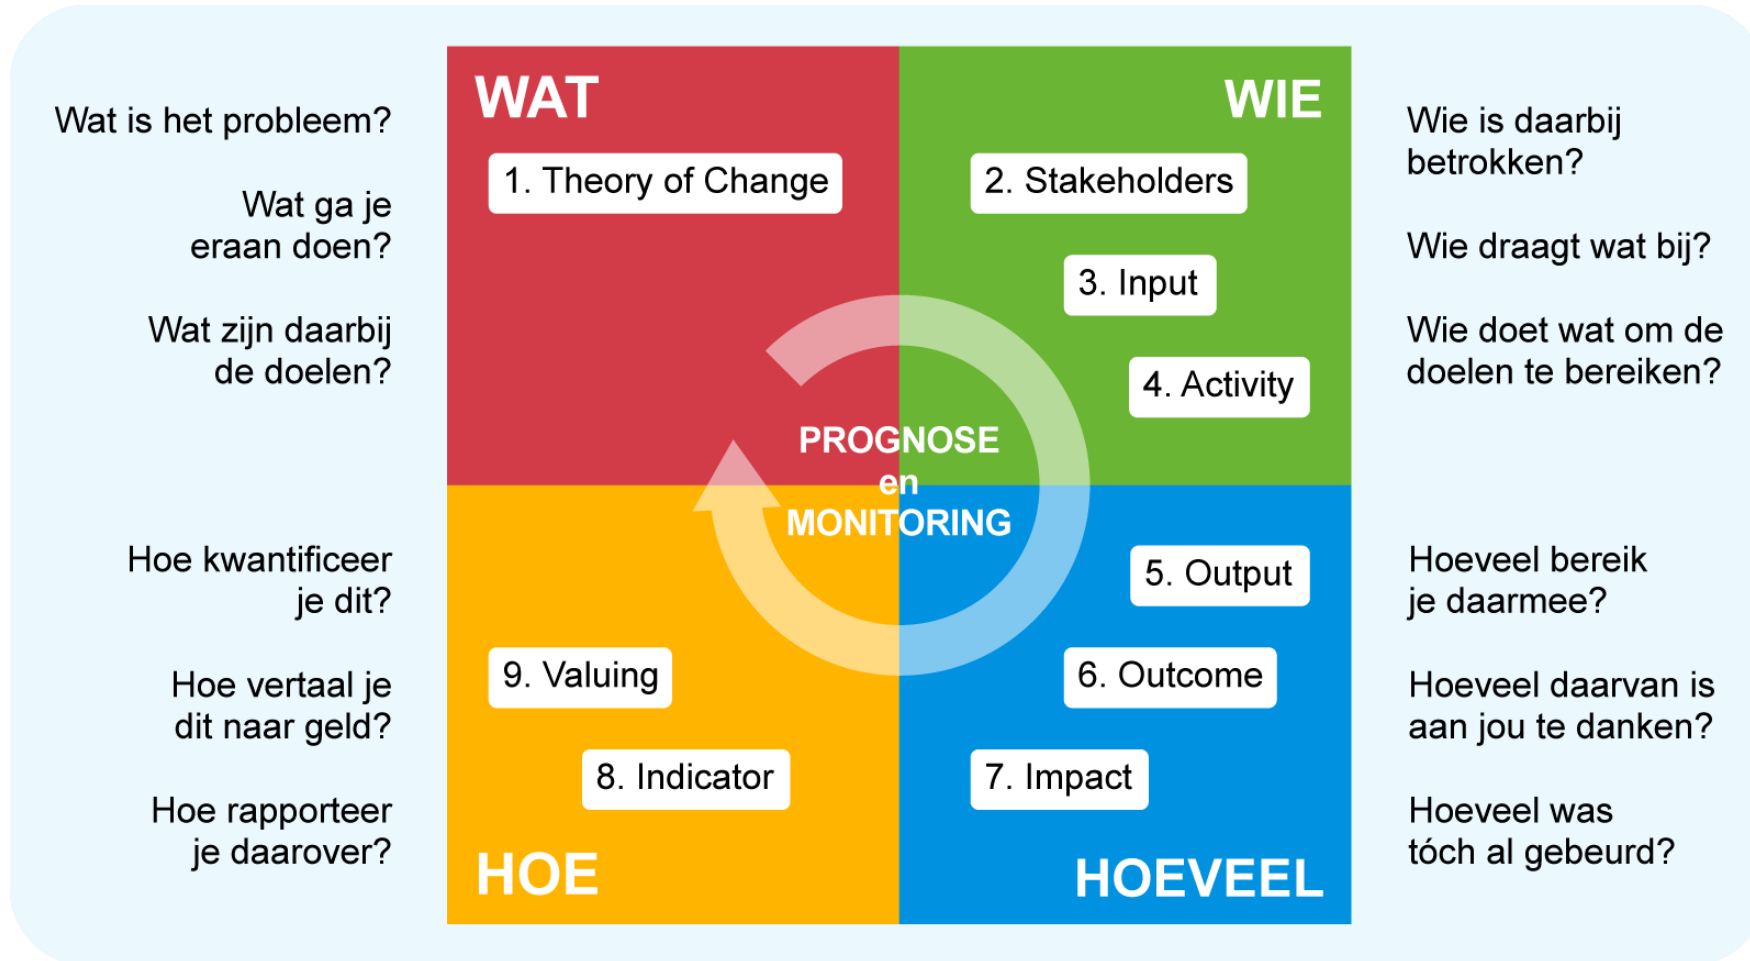 WAT
Wat is het probleem?
Wat ga je
eraan doen?
Wat zijn daarbij
de doelen?
1. Theory of Change
WIE
2. Stakeholders
3. Input
4. Activity
Wie is daarbij
betrokken?
Wie draagt wat bij?
Wie doet wat om de
doelen te bereiken?
PROGNOSE
en
MONITORING
Hoe kwantificeer
je dit?
Hoe vertaal je
dit naar geld?
Hoe rapporteer
je daarover?
9. Valuing
8. Indicator
HOE
5. Output
6. Outcome
7. Impact
HOEVEEL
Hoeveel bereik
je daarmee?
Hoeveel daarvan is
aan jou te danken?
Hoeveel was
tóch al gebeurd?